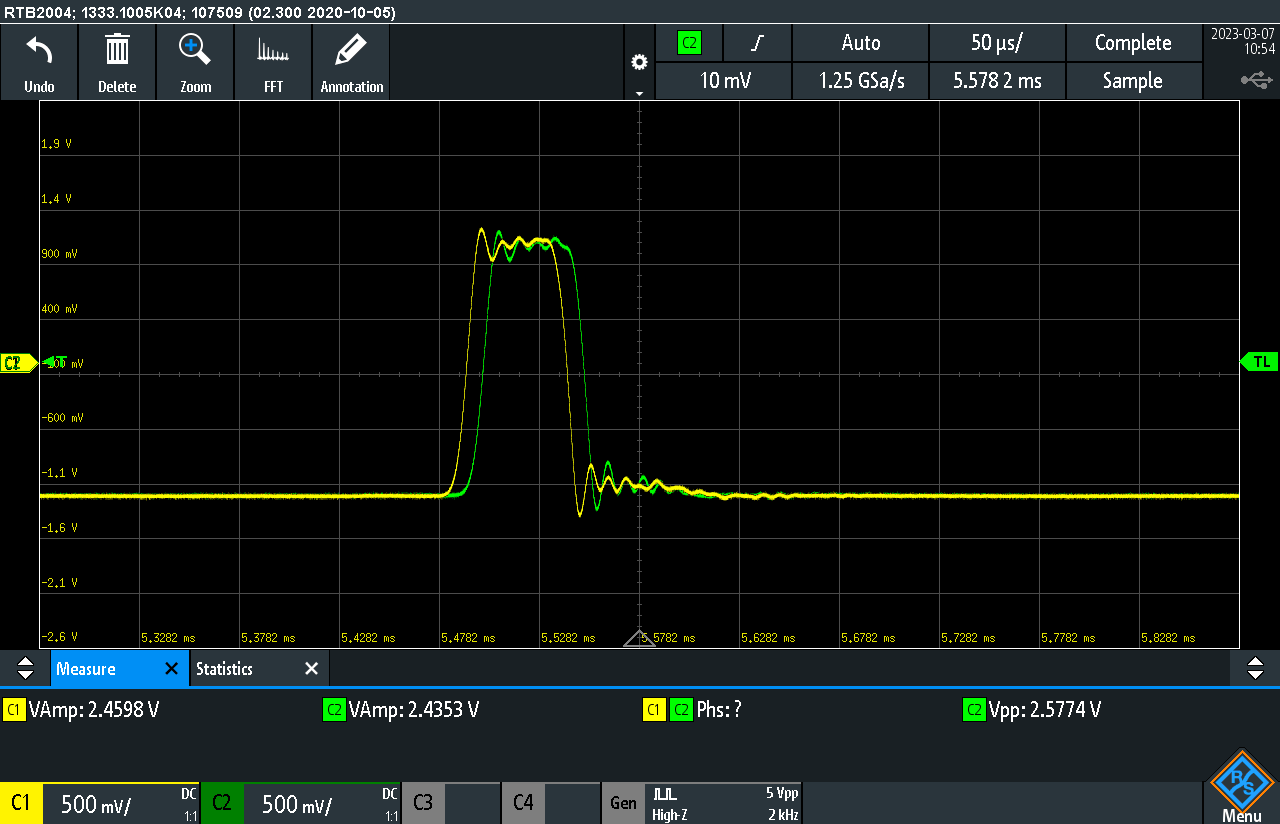 RTB2004; 1333.1005K04; 107509 (02.300 2020-10-05)
Undo
Delete
Zoom
FFT
Annotation
C2
Auto
50 µs/
Complete
10 mV
1.25 GSa/s
5.578 2 ms
Sample
2023-03-07
10:54
1.9 V
1.4 V
900 mV
400 mV
-600 mV
-1.1 V
-1.6 V
-2.1 V
-2.6 V
TL
5.3282 ms
5.3782 ms
5.4282 ms
5.4782 ms
5.5282 ms
5.5782 ms
5.6282 ms
5.6782 ms
5.7282 ms
5.7782 ms
5.8282 ms
Measure
Statistics
C1 VAmp: 2.4598 V
C2 VAmp: 2.4353 V
C1 C2 Phs: ?
C2 Vpp: 2.5774 V
C1 500 mV/ DC 1:1
C2 500 mV/ DC 1:1
C3
C4
Gen
5 Vpp
High-Z 2 kHz
R S
Menu